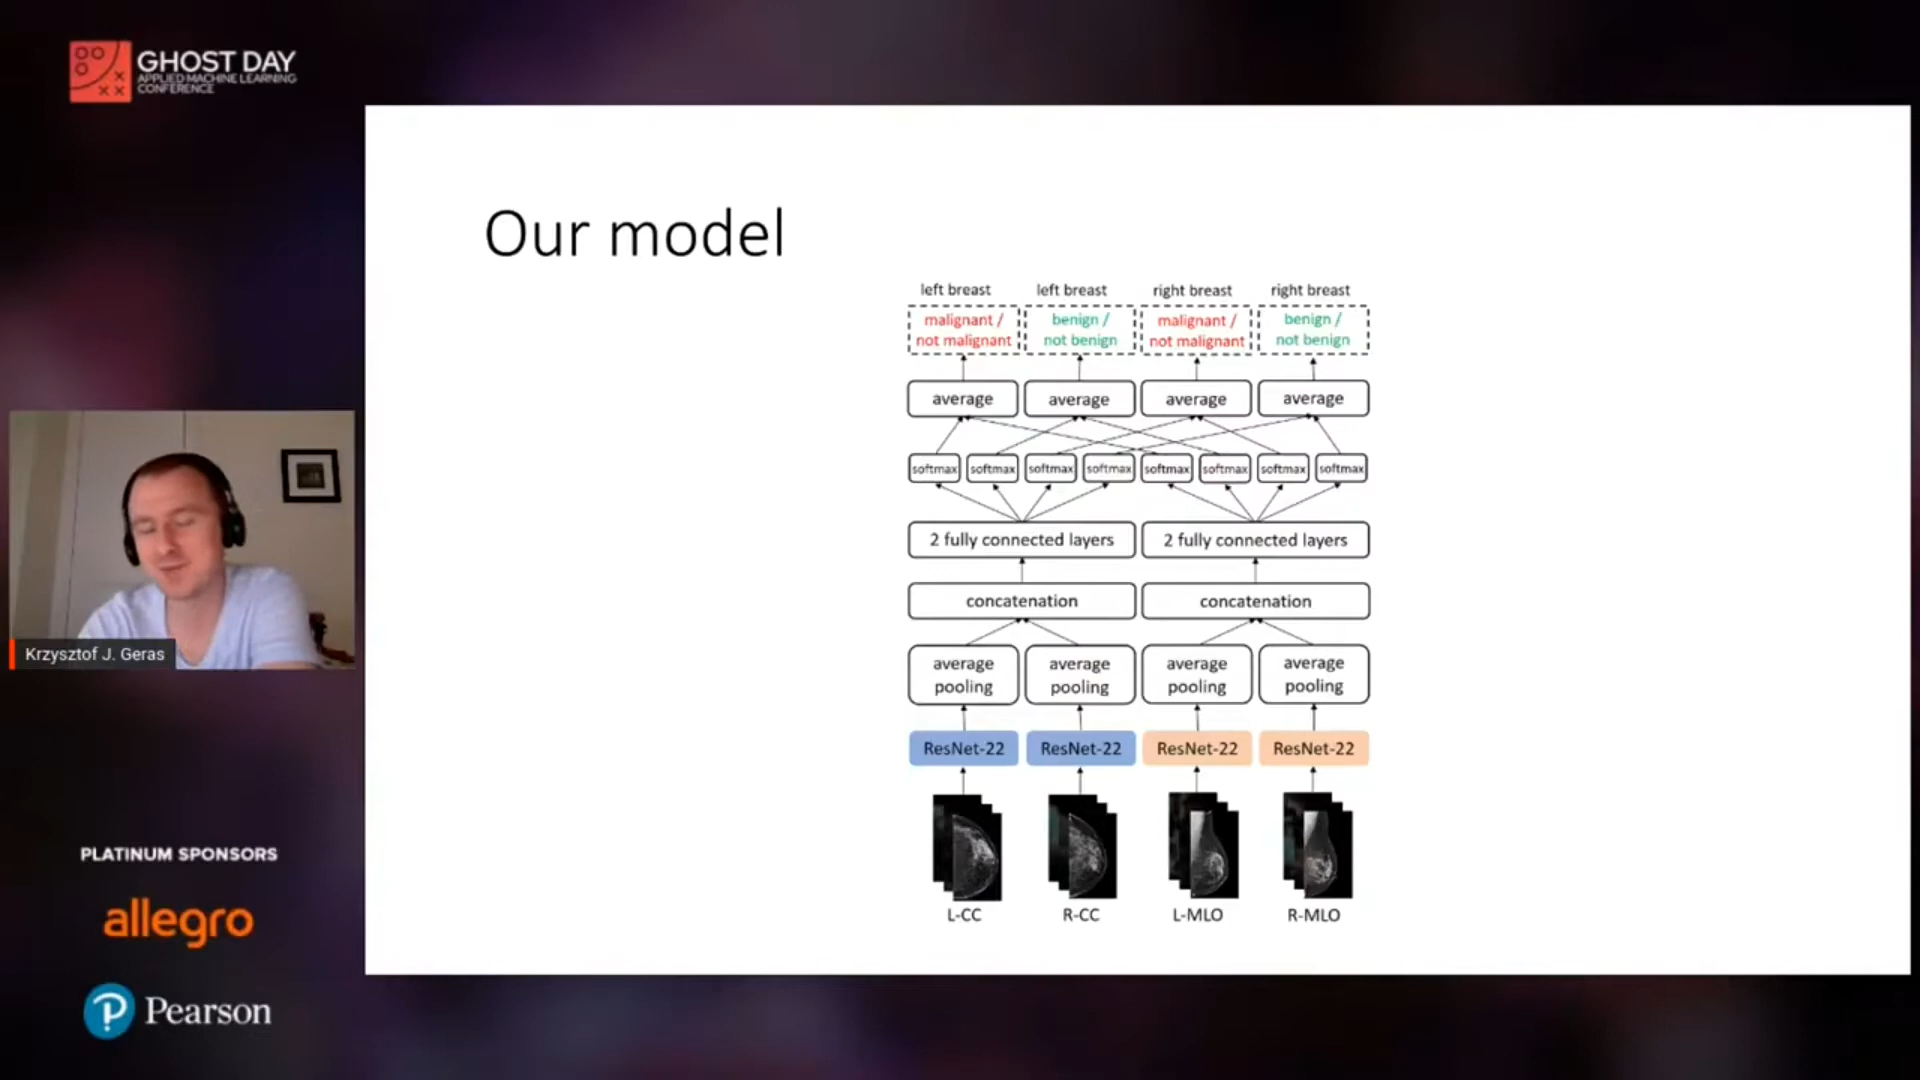 GHOST DAY
APPLIED MACHINE LEARNING
CONFERENCE
Our model
left breast left breast right breast right breast
malignant / benign / malignant / benign /
not malignant not benign not malignant not benign
average average average average
softmax softmax softmax softmax softmax softmax softmax softmax
2 fully connected layers 2 fully connected layers
concatenation concatenation
average average average average
pooling pooling pooling pooling
ResNet-22 ResNet-22 ResNet-22 ResNet-22
L-CC R-CC L-MLO R-MLO
Krzysztof J. Geras
PLATINUM SPONSORS
allegro
Pearson